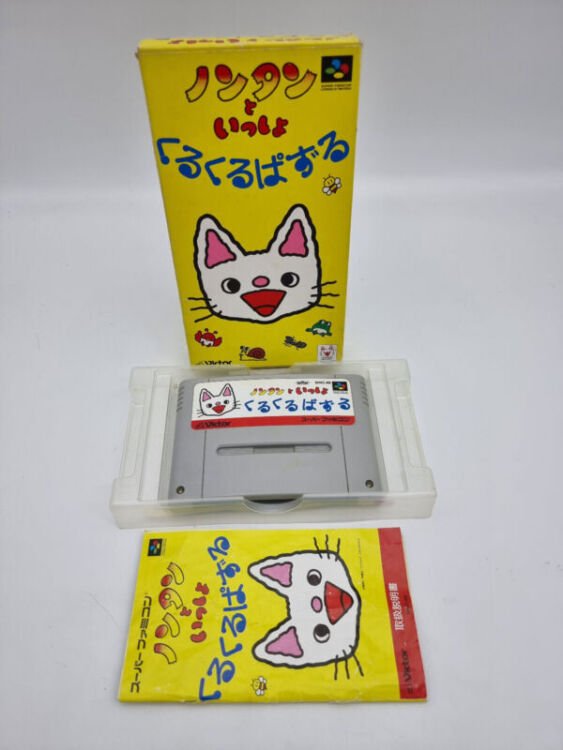 ノンタン
と
いっしょ
くるくるぱずる
Victor
ノンタンといっしょ
くるくるぱずる
Victor
スーパーファミコン
スーパーファミコン
ノンタン
と
いっしょ
くるくるぱずる
取扱説明書
Victor